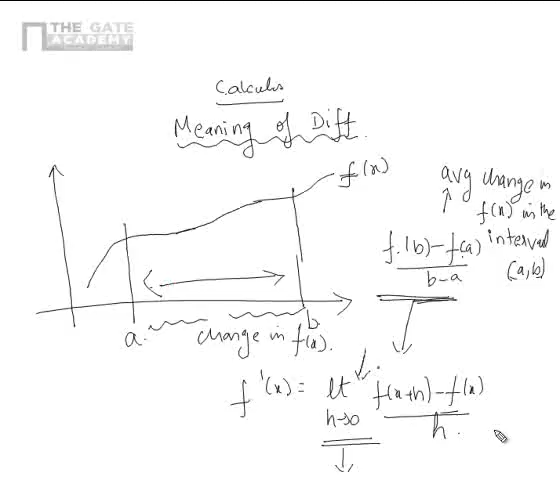 THE GATE
ACADEMY
Calculus
Meaning of Diff.
f(x)
avg change in
f(x) in the
interval
(a,b)
f(b)-f(a)
b-a
a
b
change in f(x).
f'(x) = lt f(x+h)-f(x)
h→0 h.